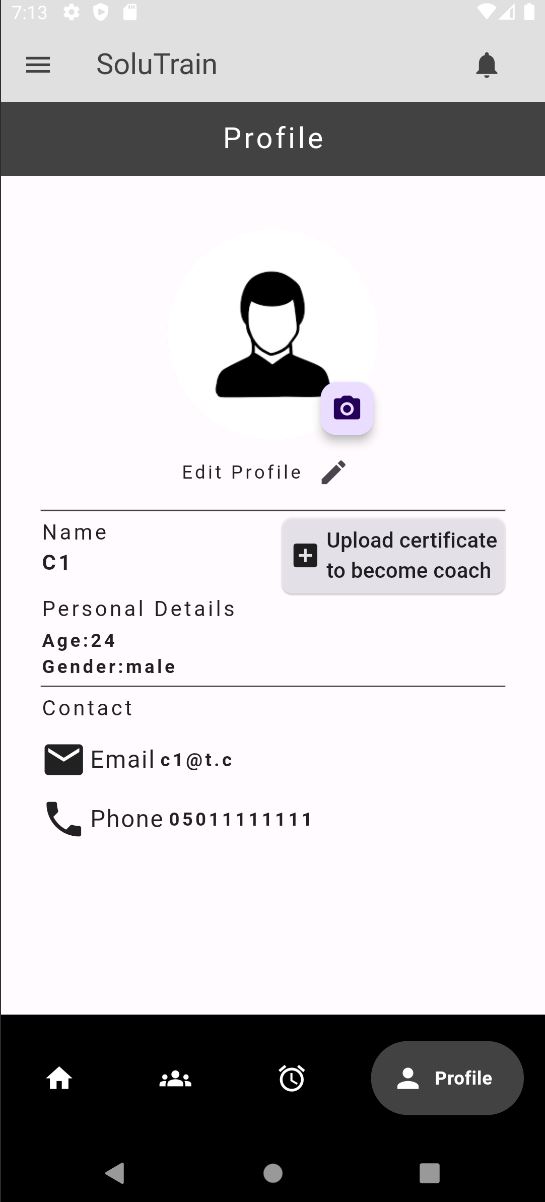 7:13
SoluTrain
Profile
Edit Profile
Name
C1
Upload certificate
to become coach
Personal Details
Age:24
Gender:male
Contact
Email c1@t.c
Phone 05011111111
Profile